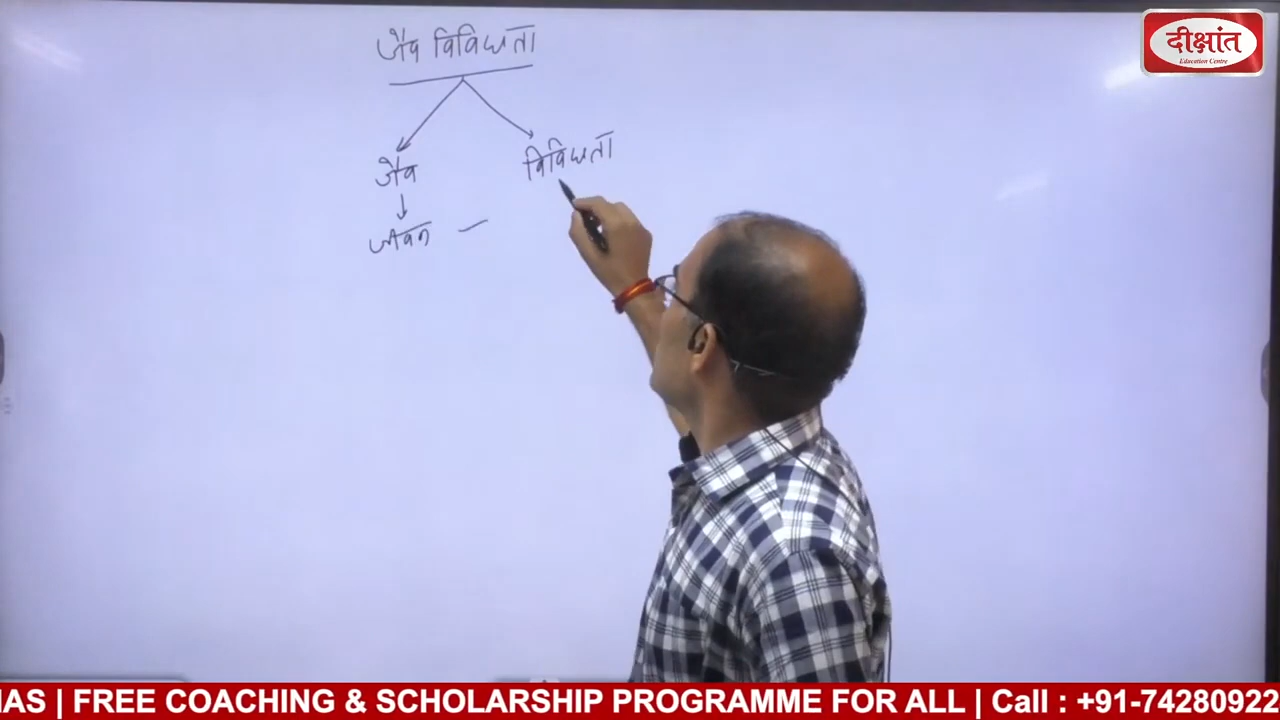 जैव विविधता
जैव
विविधता
जीवन –
दीक्षांत
Education Centre
IAS | FREE COACHING & SCHOLARSHIP PROGRAMME FOR ALL | Call : +91-74280922